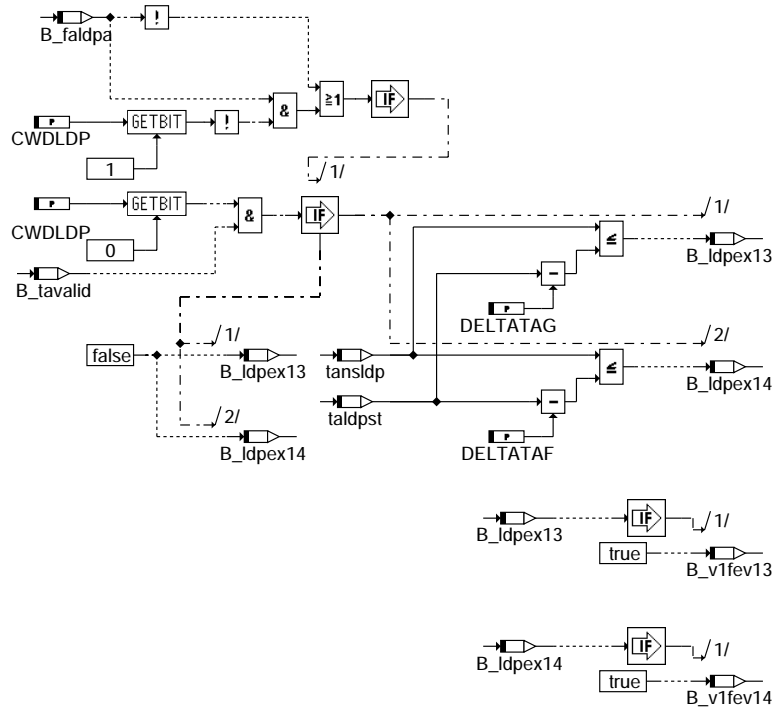 !
B_faldpa
≧1
IF
&
P
GETBIT
!
CWDLDP
1
1/
P
GETBIT
&
IF
1/
CWDLDP
0
≤
B_ldpex13
B_tavalid
−
P
DELTATAG
1/
2/
false
B_ldpex13
tansldp
≤
B_ldpex14
2/
taldpst
−
P
B_ldpex14
DELTATAF
IF
1/
B_ldpex13
true
B_v1fev13
IF
1/
B_ldpex14
true
B_v1fev14